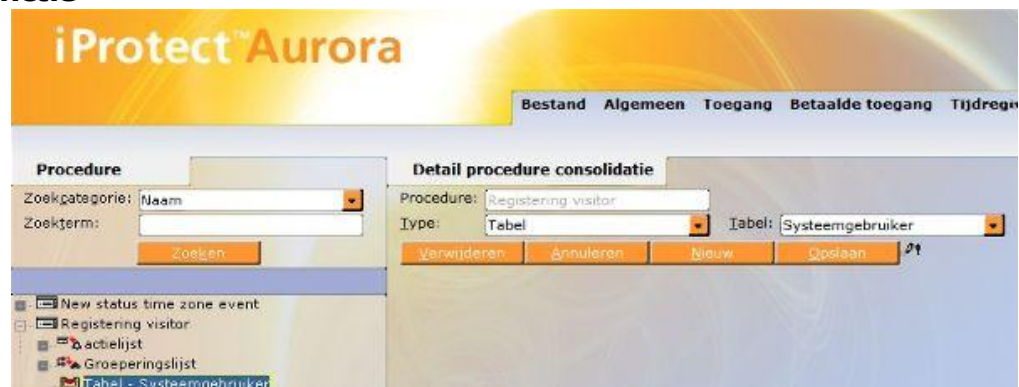 iProtect™Aurora
Bestand Algemeen Toegang Betaalde toegang
Procedure
Detail procedure consolidatie
Zoekcategorie: Naam
Procedure: Registering visitor
Zoekterm:
Type: Tabel Tabel: Systeemgebruiker
Zoeken
Verwijderen Annuleren Nieuw Opslaan
New status time zone event
Registering visitor
actielijst
Groeperingslijst
Tabel - Systeemgebruiker